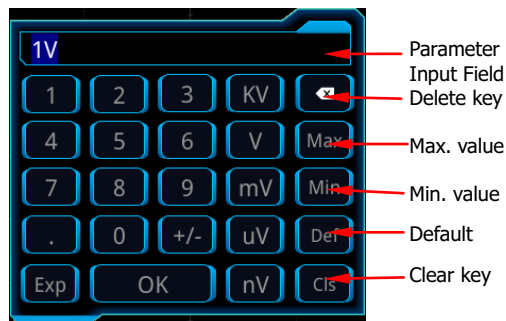 1V
Parameter
Input Field
1 2 3 KV
Delete key
4 5 6 V Max
Max. value
7 8 9 mV Min
Min. value
. 0 +/- uV Def
Default
Exp OK nV Cls
Clear key